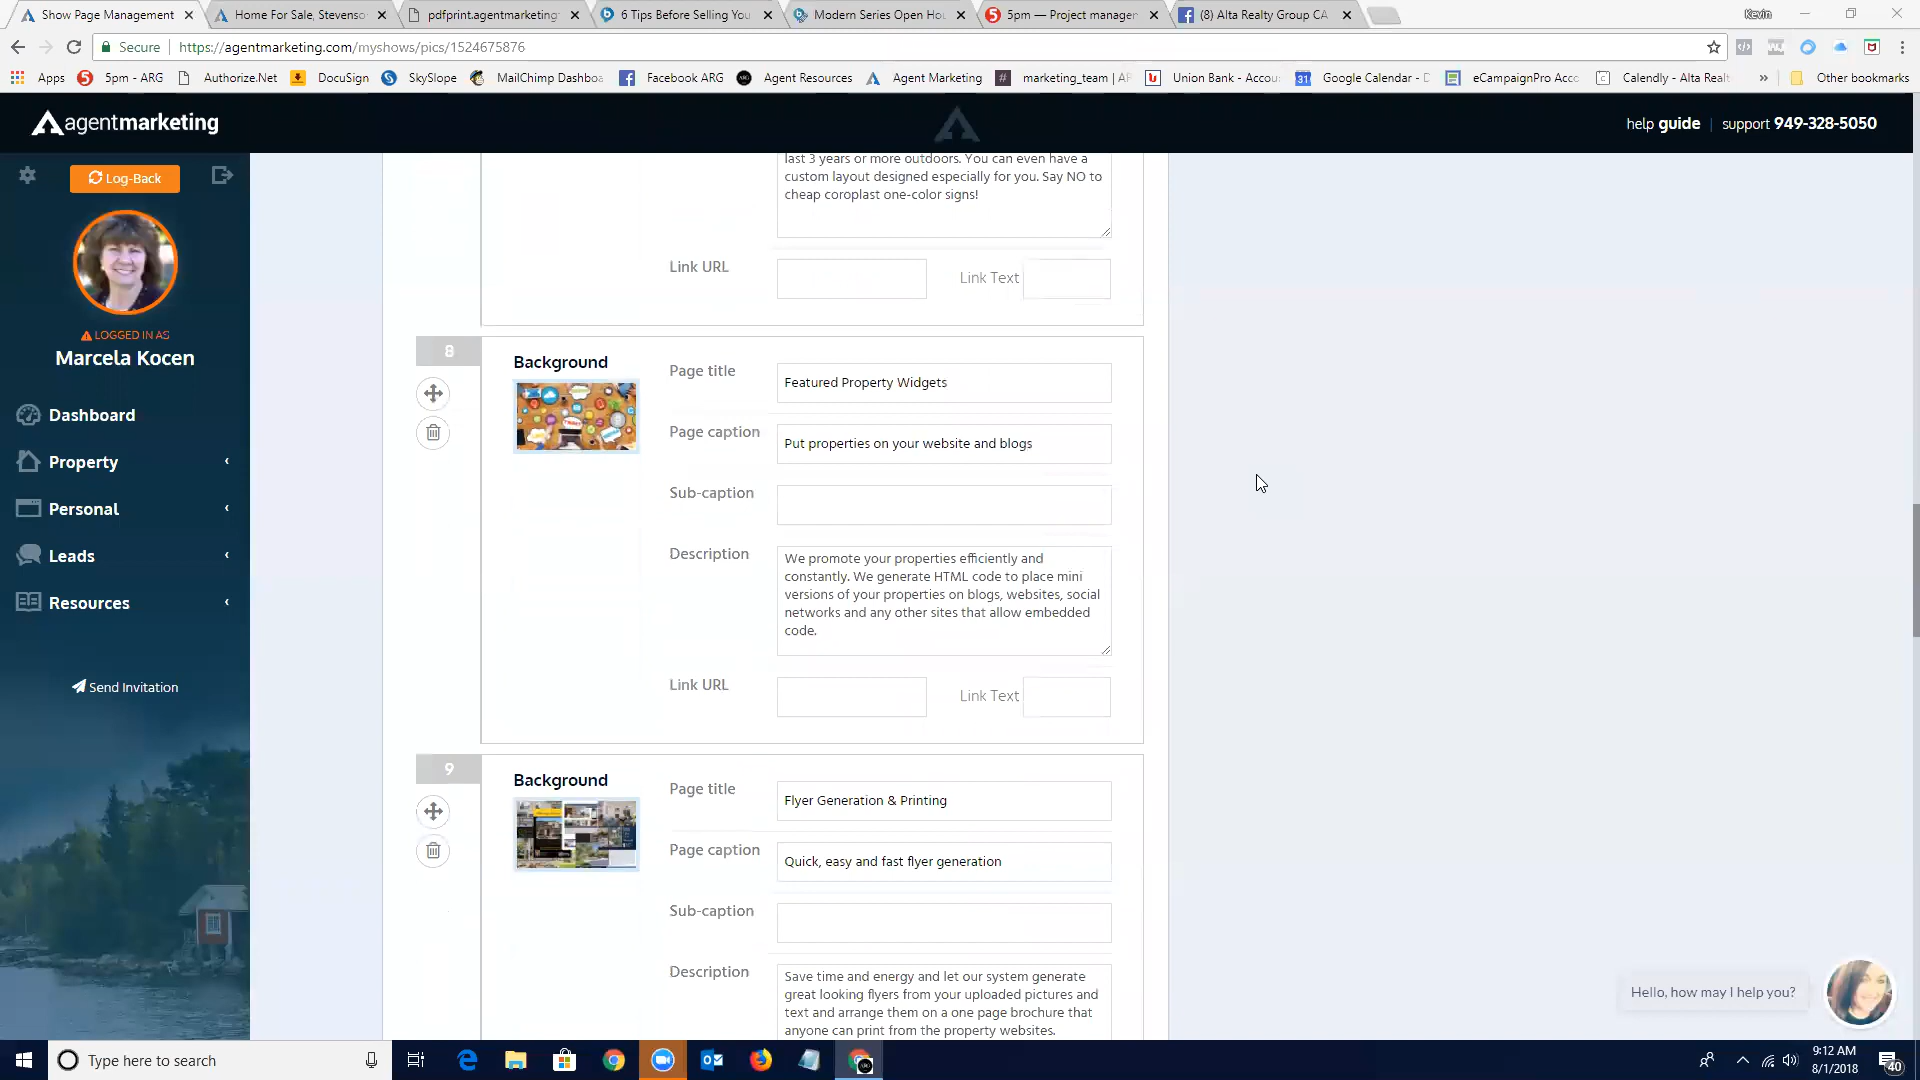 Show Page Management
Home For Sale, Stevenso
pdfprint.agentmarketing
6 Tips Before Selling You
Modern Series Open Hou
5pm — Project manager
(8) Alta Realty Group CA
Kevin
Secure
https://agentmarketing.com/myshows/pics/1524675876
Apps
5pm - ARG
Authorize.Net
DocuSign
SkySlope
MailChimp Dashboa
Facebook ARG
Agent Resources
Agent Marketing
marketing_team | AF
Union Bank - Accou
Google Calendar - D
eCampaignPro Acco
Calendly - Alta Realt
Other bookmarks
agentmarketing
help guide | support 949-328-5050
Log-Back
LOGGED IN AS
Marcela Kocen
Dashboard
Property
Personal
Leads
Resources
Send Invitation
last 3 years or more outdoors. You can even have a
custom layout designed especially for you. Say NO to
cheap coroplast one-color signs!
Link URL
Link Text
8
Background
Page title
Featured Property Widgets
Page caption
Put properties on your website and blogs
Sub-caption
Description
We promote your properties efficiently and
constantly. We generate HTML code to place mini
versions of your properties on blogs, websites, social
networks and any other sites that allow embedded
code.
Link URL
Link Text
9
Background
Page title
Flyer Generation & Printing
Page caption
Quick, easy and fast flyer generation
Sub-caption
Description
Save time and energy and let our system generate
great looking flyers from your uploaded pictures and
text and arrange them on a one page brochure that
anyone can print from the property websites.
Hello, how may I help you?
Type here to search
9:12 AM
8/1/2018
40